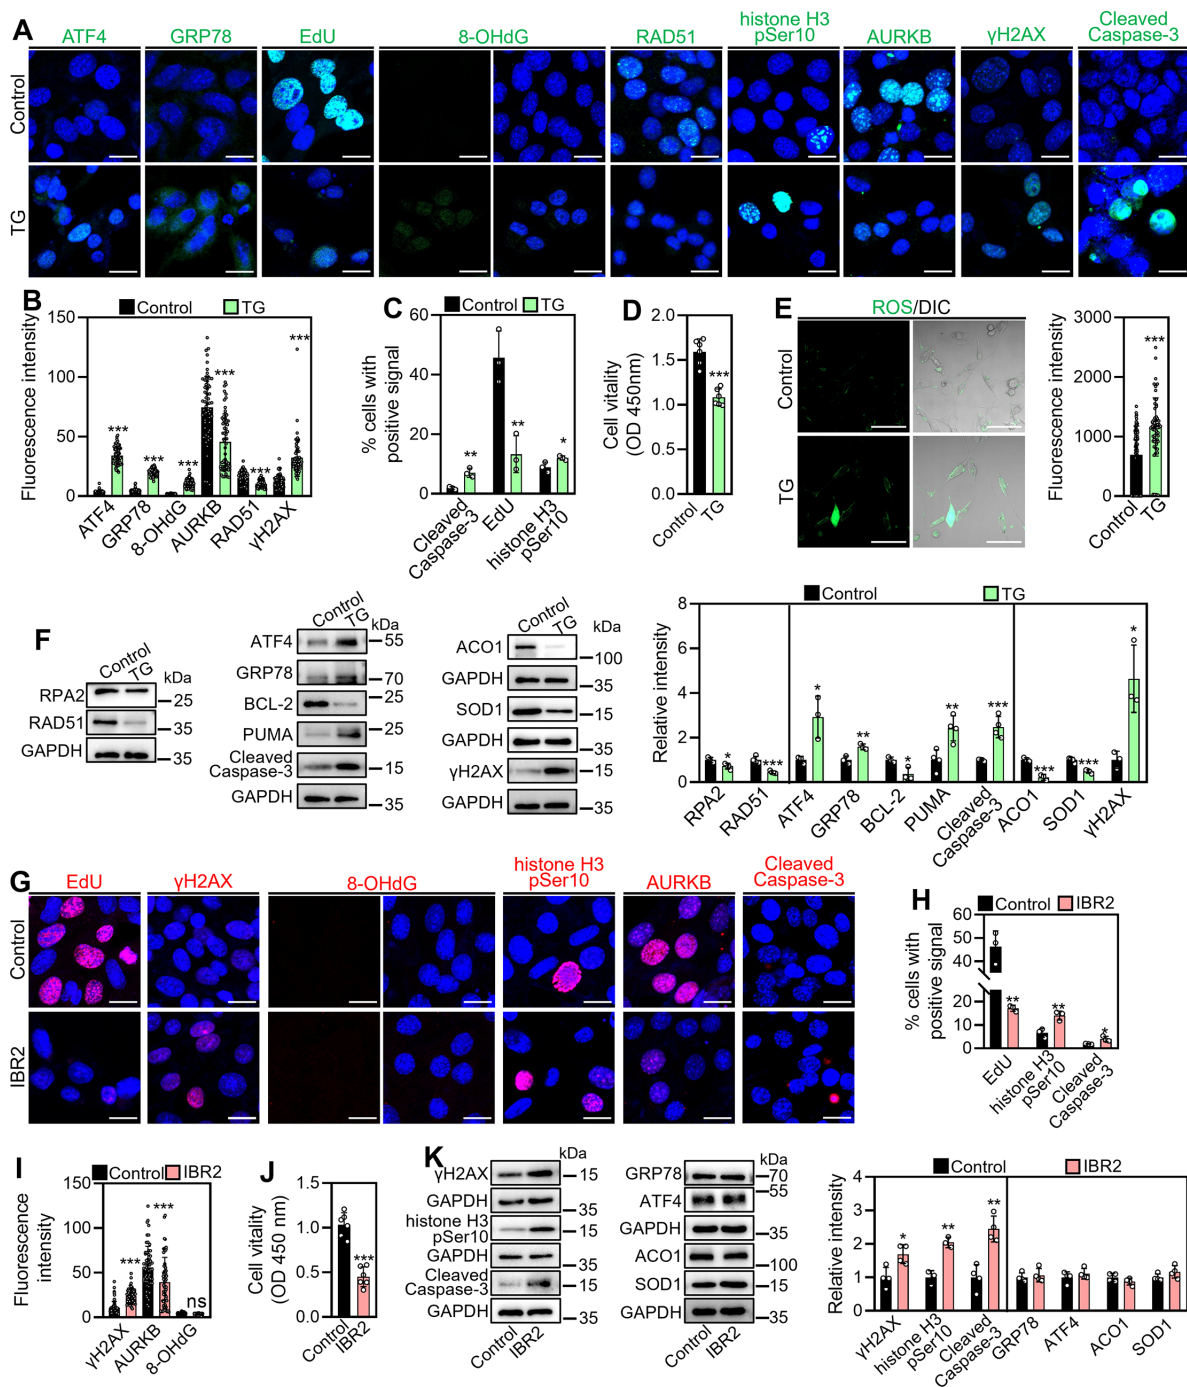 A
ATF4 GRP78 EdU 8-OHdG RAD51 histone H3 pSer10 AURKB γH2AX Cleaved Caspase-3
Control
TG
B
Control TG
Fluorescence intensity
150
100
50
0
*** *** *** *** *** ***
ATF4 GRP78 8-OHdG AURKB RAD51 γH2AX
C
Control TG
% cells with
positive signal
60
40
20
0
** ** *
Cleaved
Caspase-3
EdU
histone H3
pSer10
D
Cell vitality
(OD 450nm)
2.0
1.5
1.0
0.5
0.0
***
Control TG
E
ROS/DIC
Control
TG
Fluorescence intensity
3000
2000
1000
0
***
Control TG
F
Control TG
kDa
RPA2 25
RAD51 35
GAPDH
Control TG
kDa
ATF4 55
GRP78 70
BCL-2 25
PUMA 25
Cleaved
Caspase-3 15
GAPDH 35
Control TG
kDa
ACO1 100
GAPDH 35
SOD1 15
GAPDH 35
γH2AX 15
GAPDH 35
Control TG
Relative intensity
8
6
4
2
0
* *** * ** * ** *** *** *** *
RPA2 RAD51 ATF4 GRP78 BCL-2 PUMA Cleaved Caspase-3 ACO1 SOD1 γH2AX
G
EdU γH2AX 8-OHdG histone H3 pSer10 AURKB Cleaved Caspase-3
Control
IBR2
H
Control IBR2
% cells with
positive signal
60
50
40
20
10
0
** ** *
EdU
histone H3
pSer10
Cleaved
Caspase-3
I
Control IBR2
Fluorescence
intensity
150
100
50
0
*** *** ns
γH2AX AURKB 8-OHdG
J
Cell vitality
(OD 450 nm)
1.5
1.0
0.5
0.0
***
Control IBR2
K
kDa
γH2AX 15
GAPDH 35
histone H3
pSer10 15
GAPDH 35
Cleaved
Caspase-3 15
GAPDH 35
Control IBR2
kDa
GRP78 70
ATF4 55
GAPDH 35
ACO1 100
SOD1 15
GAPDH 35
Control IBR2
Control IBR2
Relative intensity
4
3
2
1
0
* ** **
γH2AX histone H3 pSer10 Cleaved Caspase-3 GRP78 ATF4 ACO1 SOD1